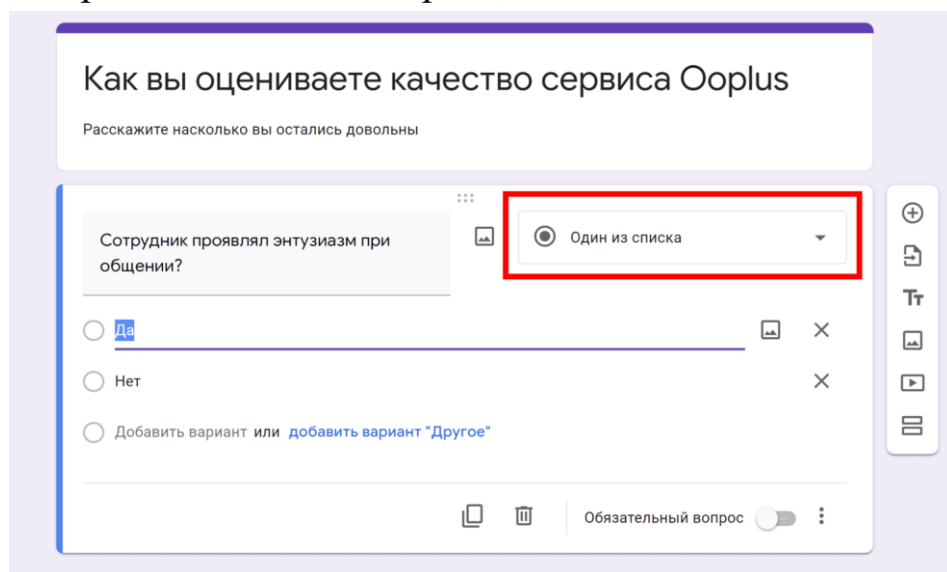 Как вы оцениваете качество сервиса Ooplus
Расскажите насколько вы остались довольны
Сотрудник проявлял энтузиазм при
общении?
Один из списка
Да
Нет
Добавить вариант или добавить вариант "Другое"
Обязательный вопрос
Тт